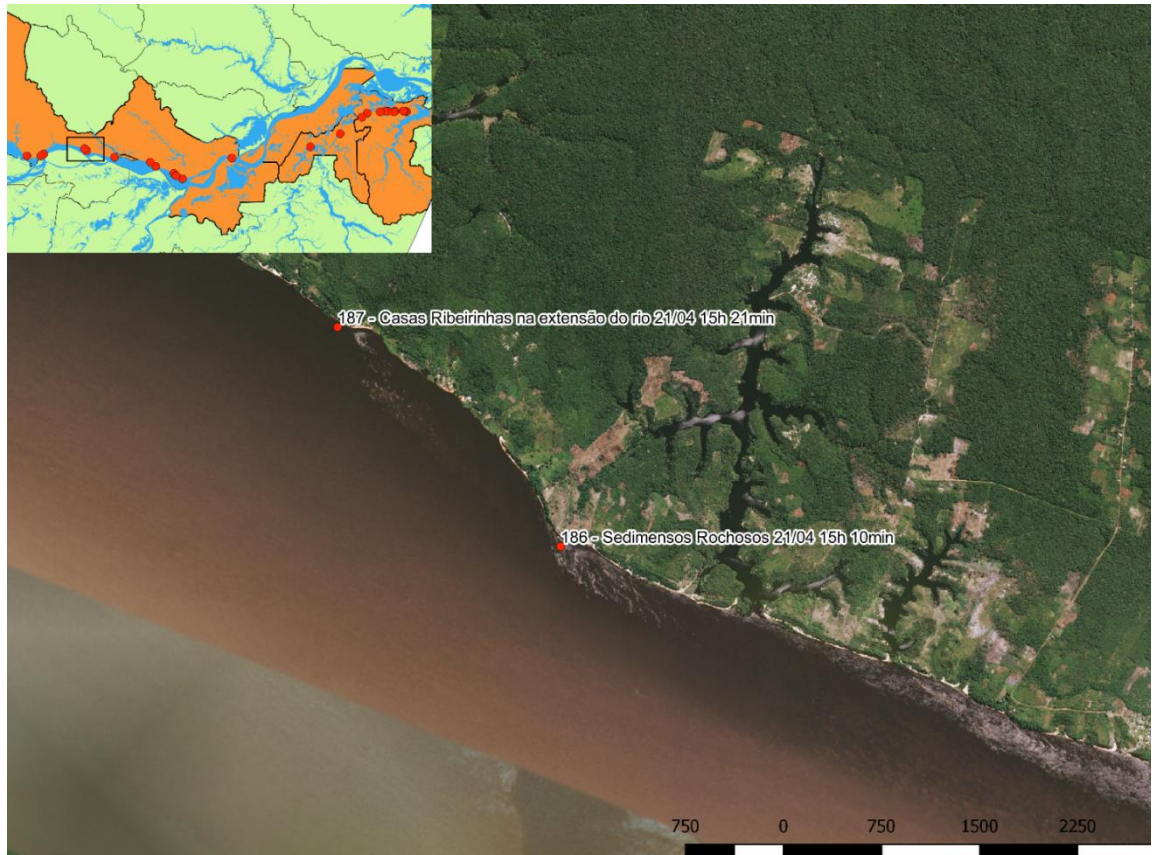 187 - Casas Ribeirinhas na extensão do rio 21/04 15h 21min
186 - Sedimensos Rochosos 21/04 15h 10min
750 0 750 1500 2250